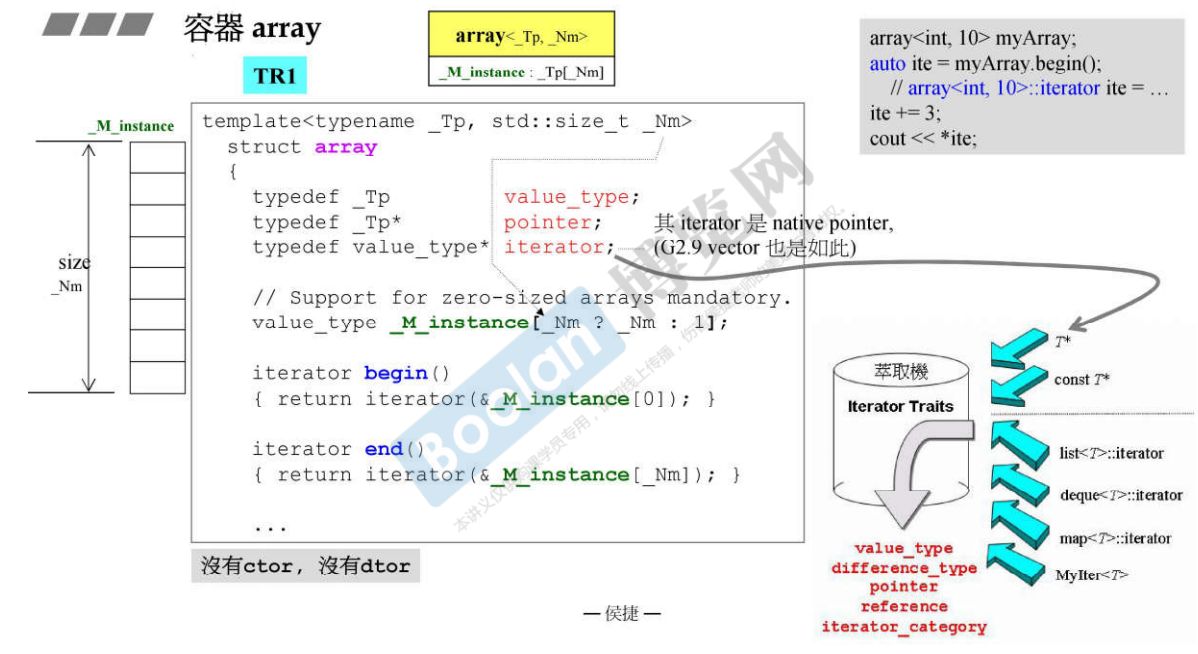 容器 array
array<_Tp, _Nm>
_M_instance : _Tp[_Nm]
array<int, 10> myArray;
auto ite = myArray.begin();
// array<int, 10>::iterator ite = …
ite += 3;
cout << *ite;
TR1
_M_instance
size
_Nm
template<typename _Tp, std::size_t _Nm>
struct array
{
typedef _Tp value_type;
typedef _Tp* pointer;
typedef value_type* iterator;
// Support for zero-sized arrays mandatory.
value_type _M_instance[_Nm ? _Nm : 1];
iterator begin()
{ return iterator(&_M_instance[0]); }
iterator end()
{ return iterator(&_M_instance[_Nm]); }
...
其 iterator 是 native pointer,
(G2.9 vector 也是如此)
沒有ctor, 沒有dtor
萃取機
Iterator Traits
T*
const T*
list<T>::iterator
deque<T>::iterator
map<T>::iterator
MyIter<T>
value_type
difference_type
pointer
reference
iterator_category
— 侯捷 —
Boolan
博览网